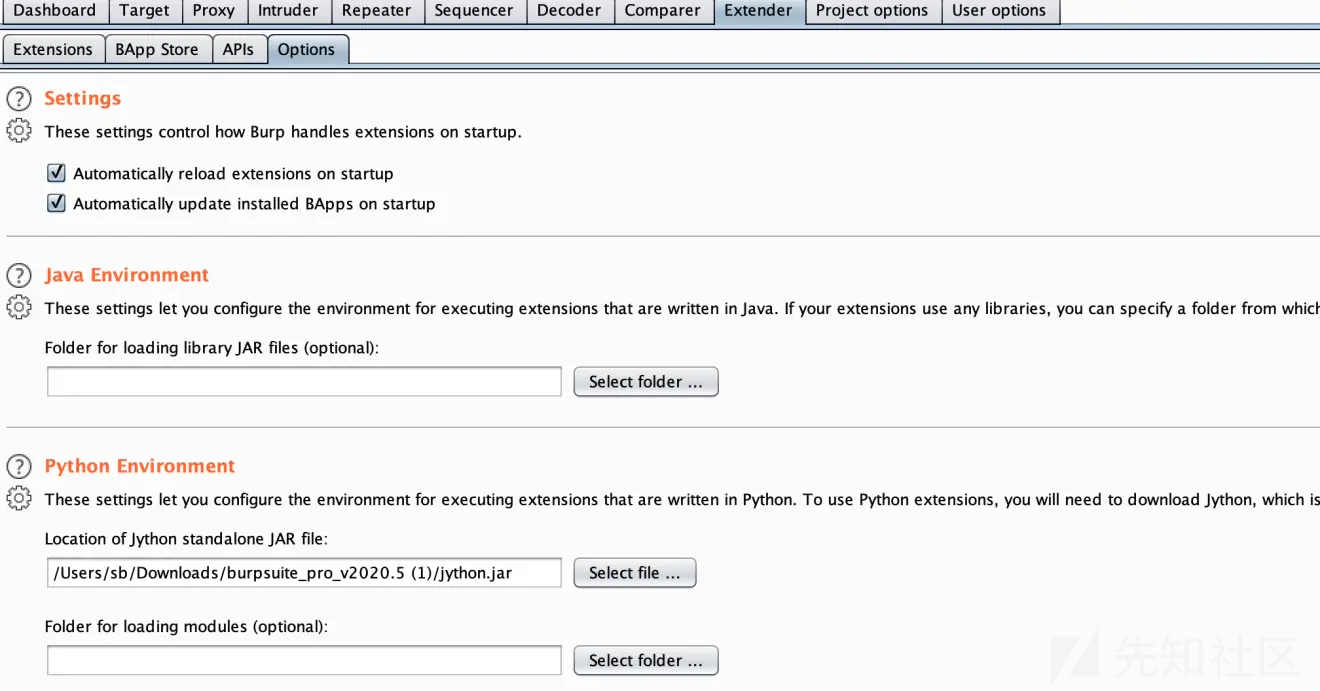 Dashboard Target Proxy Intruder Repeater Sequencer Decoder Comparer Extender Project options User options
Extensions BApp Store APIs Options
? Settings
These settings control how Burp handles extensions on startup.
Automatically reload extensions on startup
Automatically update installed BApps on startup
? Java Environment
These settings let you configure the environment for executing extensions that are written in Java. If your extensions use any libraries, you can specify a folder from which
Folder for loading library JAR files (optional):
Select folder ...
? Python Environment
These settings let you configure the environment for executing extensions that are written in Python. To use Python extensions, you will need to download Jython, which is
Location of Jython standalone JAR file:
/Users/sb/Downloads/burpsuite_pro_v2020.5 (1)/jython.jar Select file ...
Folder for loading modules (optional):
Select folder ...
先知社区